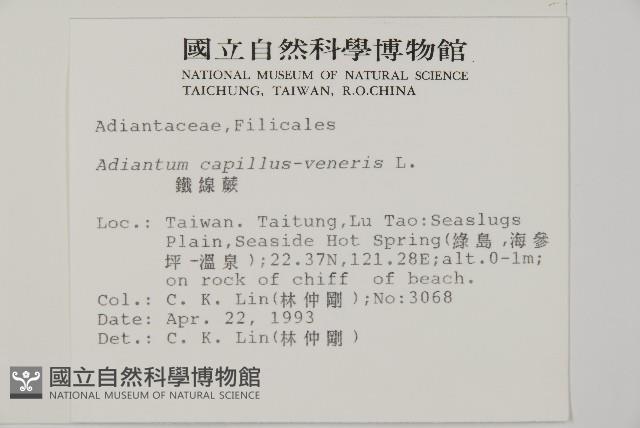 國立自然科學博物館
NATIONAL MUSEUM OF NATURAL SCIENCE
TAICHUNG, TAIWAN, R.O.CHINA
Adiantaceae,Filicales
Adiantum capillus-veneris L.
鐵線蕨
Loc.: Taiwan. Taitung,Lu Tao:Seaslugs
Plain,Seaside Hot Spring(綠島,海參
坪-溫泉);22.37N,121.28E;alt.0-1m;
on rock of chiff of beach.
Col.: C. K. Lin(林仲剛);No:3068
Date: Apr. 22, 1993
Det.: C. K. Lin(林仲剛)
國立自然科學博物館
NATIONAL MUSEUM OF NATURAL SCIENCE